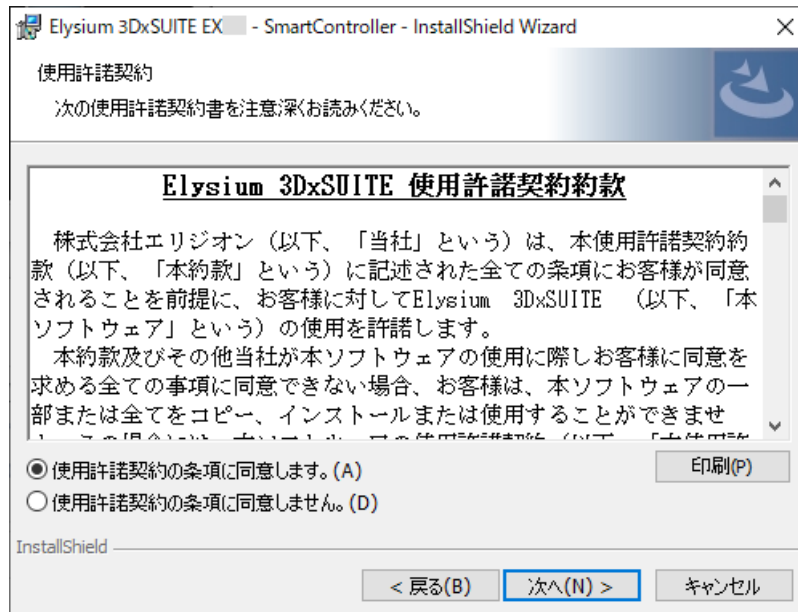 Elysium 3DxSUITE EX - SmartController - InstallShield Wizard
使用許諾契約
次の使用許諾契約書を注意深くお読みください。
Elysium 3DxSUITE 使用許諾契約約款
株式会社エリジオン（以下、「当社」という）は、本使用許諾契約約
款（以下、「本約款」という）に記述された全ての条項にお客様が同意
されることを前提に、お客様に対してElysium 3DxSUITE （以下、「本
ソフトウェア」という）の使用を許諾します。
本約款及びその他当社が本ソフトウェアの使用に際しお客様に同意を
求める全ての事項に同意できない場合、お客様は、本ソフトウェアの一
部または全てをコピー、インストールまたは使用することができませ
使用許諾契約の条項に同意します。(A)
印刷(P)
使用許諾契約の条項に同意しません。(D)
InstallShield
< 戻る(B)
次へ(N) >
キャンセル